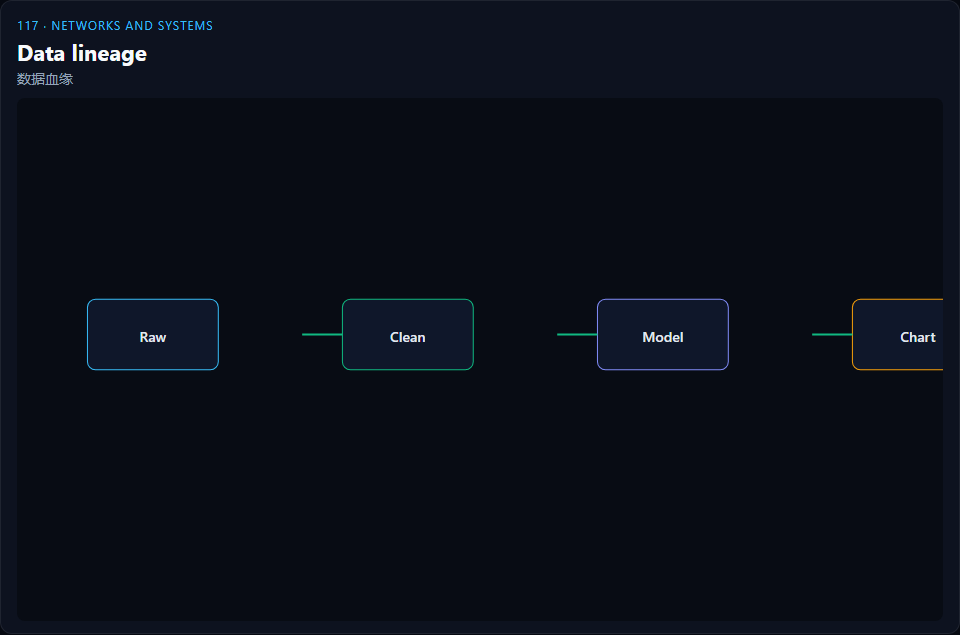 117 · NETWORKS AND SYSTEMS
Data lineage
数据血缘
Raw
Clean
Model
Chart